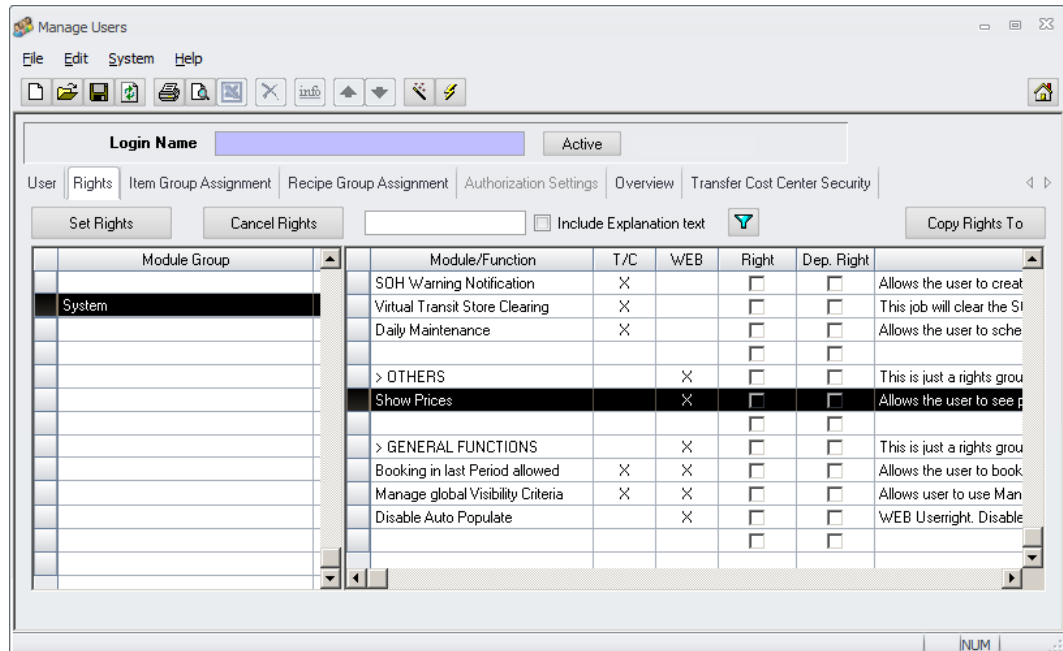 Manage Users
File Edit System Help
info
Login Name Active
User Rights Item Group Assignment Recipe Group Assignment Authorization Settings Overview Transfer Cost Center Security
Set Rights Cancel Rights Include Explanation text Copy Rights To
Module Group Module/Function T/C WEB Right Dep. Right
SOH Warning Notification X Allows the user to creat
System Virtual Transit Store Clearing X This job will clear the
Daily Maintenance X Allows the user to sche
> OTHERS X This is just a rights grou
Show Prices X Allows the user to see
> GENERAL FUNCTIONS X This is just a rights grou
Booking in last Period allowed X X Allows the user to book
Manage global Visibility Criteria X X Allows user to use Man
Disable Auto Populate X WEB Userright. Disable
NUM